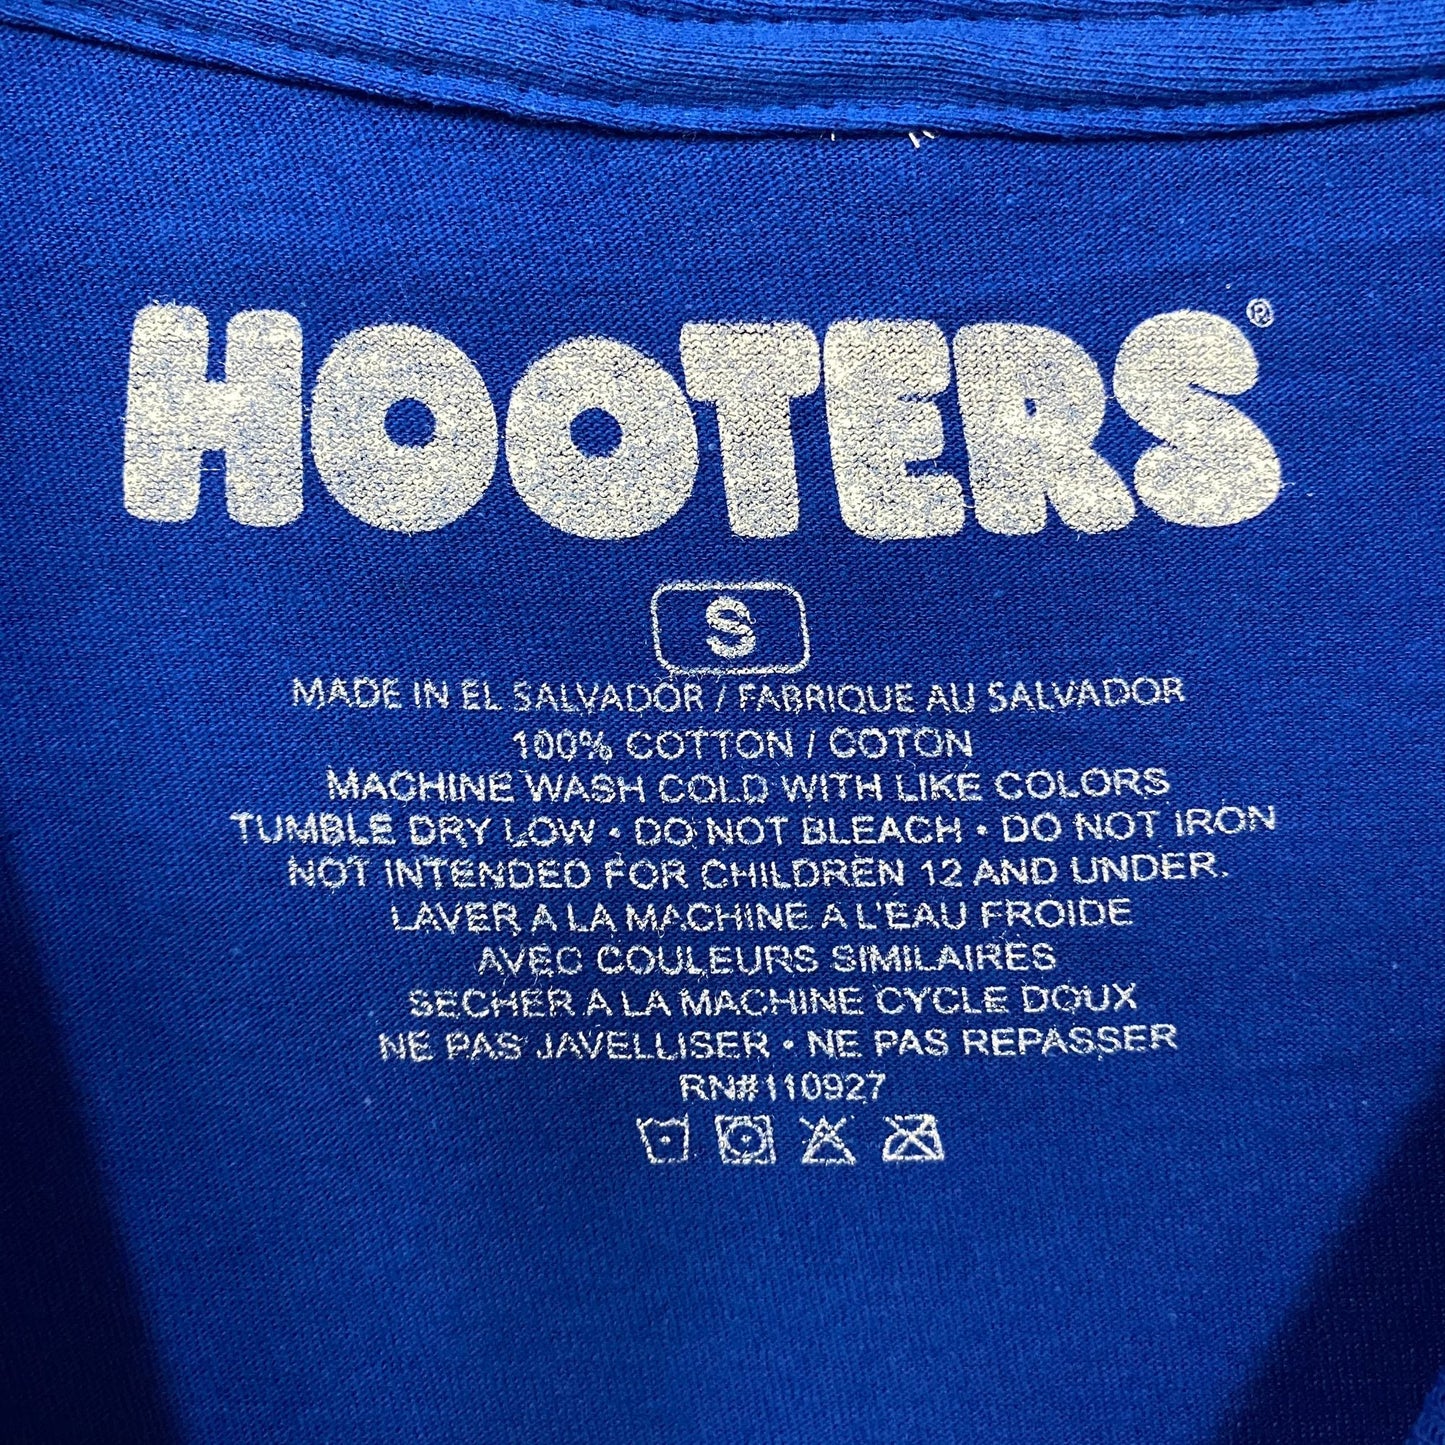 HOOTERS®
S
MADE IN EL SALVADOR / FABRIQUE AU SALVADOR
100% COTTON / COTON
MACHINE WASH COLD WITH LIKE COLORS
TUMBLE DRY LOW • DO NOT BLEACH • DO NOT IRON
NOT INTENDED FOR CHILDREN 12 AND UNDER.
LAVER A LA MACHINE A L'EAU FROIDE
AVEC COULEURS SIMILAIRES
SECHER A LA MACHINE CYCLE DOUX
NE PAS JAVELLISER • NE PAS REPASSER
RN#110927